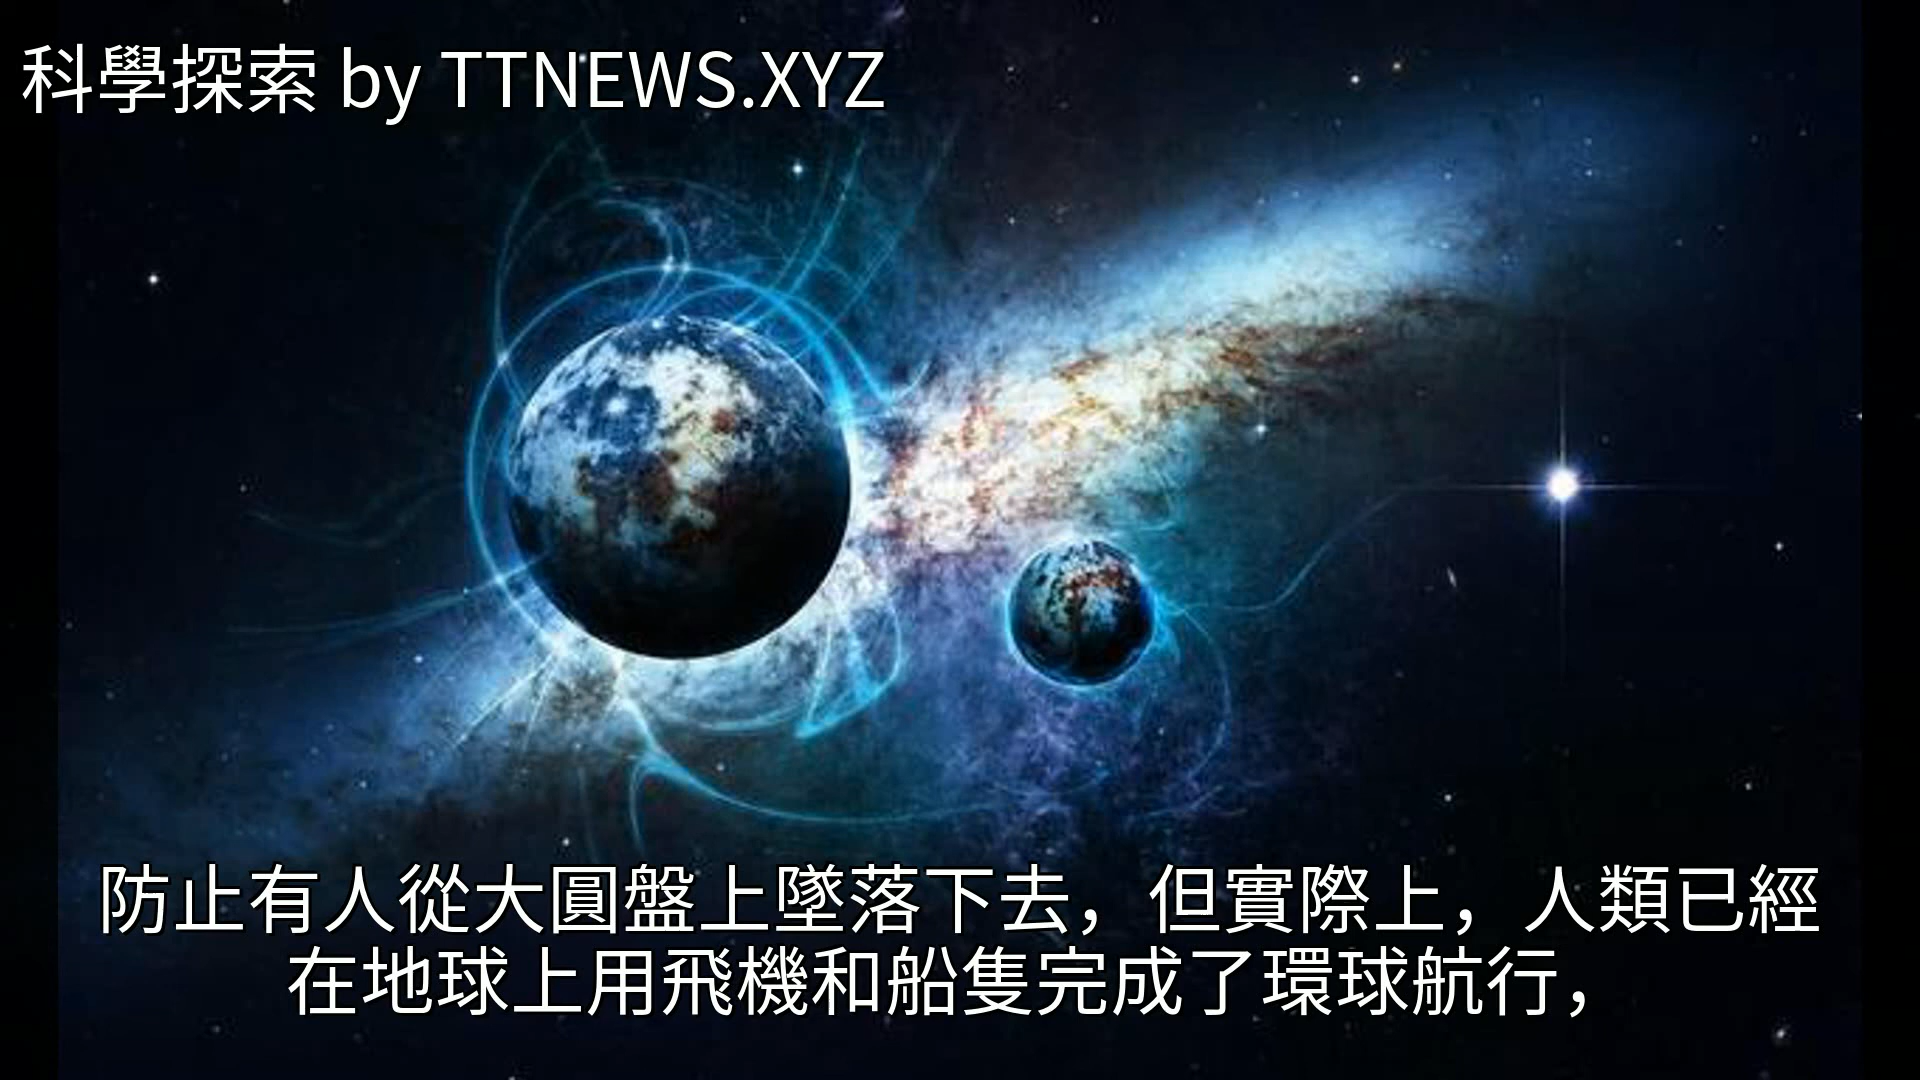 科學探索 by TTNEWS.XYZ
防止有人從大圓盤上墜落下去，但實際上，人類已經
在地球上用飛機和船隻完成了環球航行，